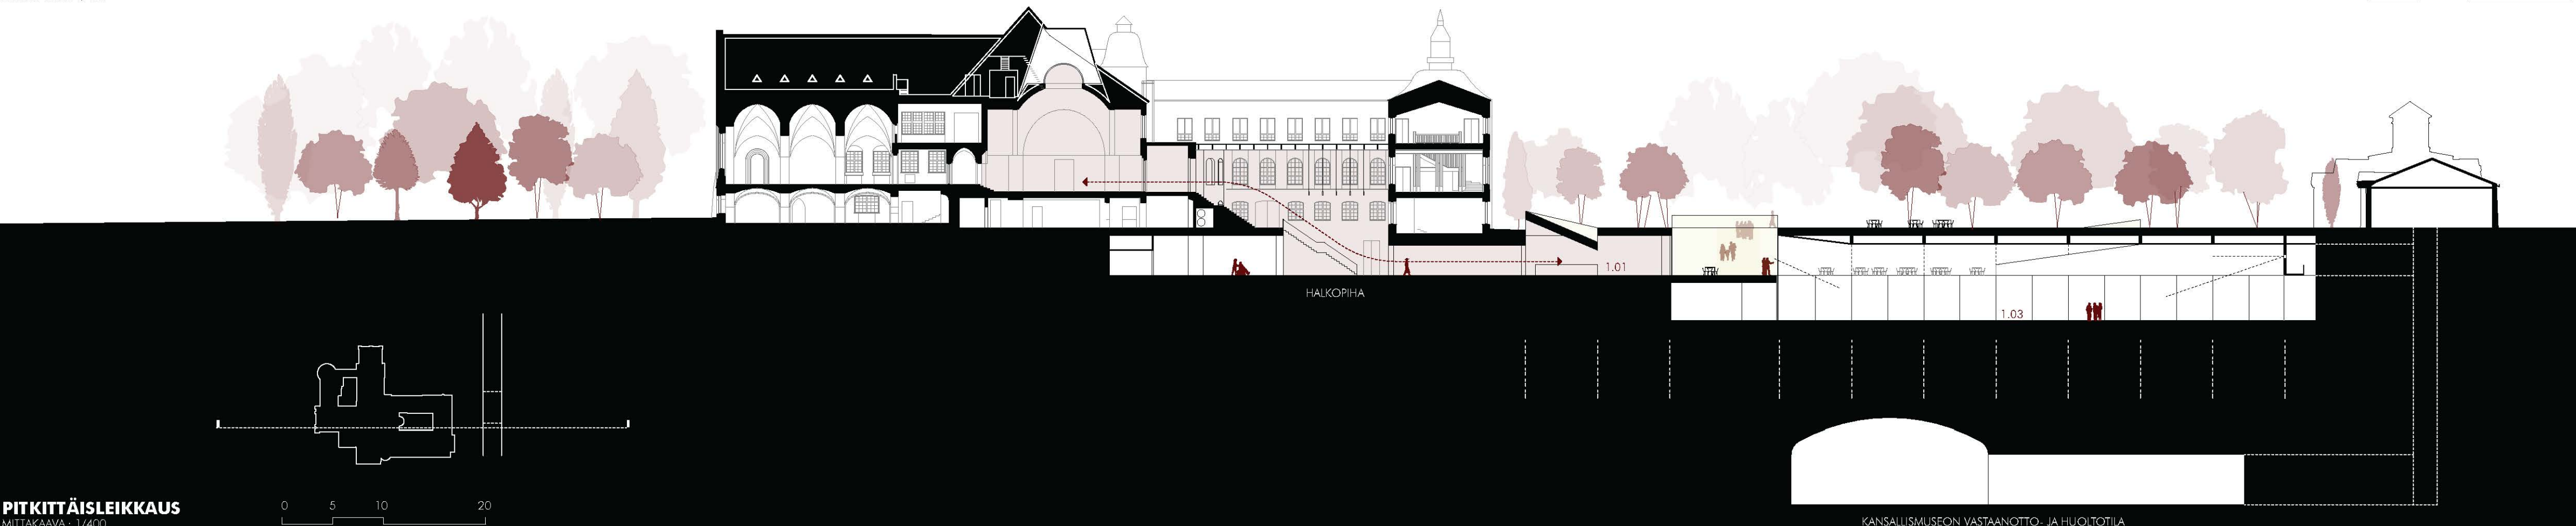 1.01
HALKOPIHA
1.03
PITKITTÄISLEIKKAUS
MITTAKAAVA : 1/400
0 5 10 20
KANSALLISMUSEON VASTAANOTTO- JA HUOLTOTILA